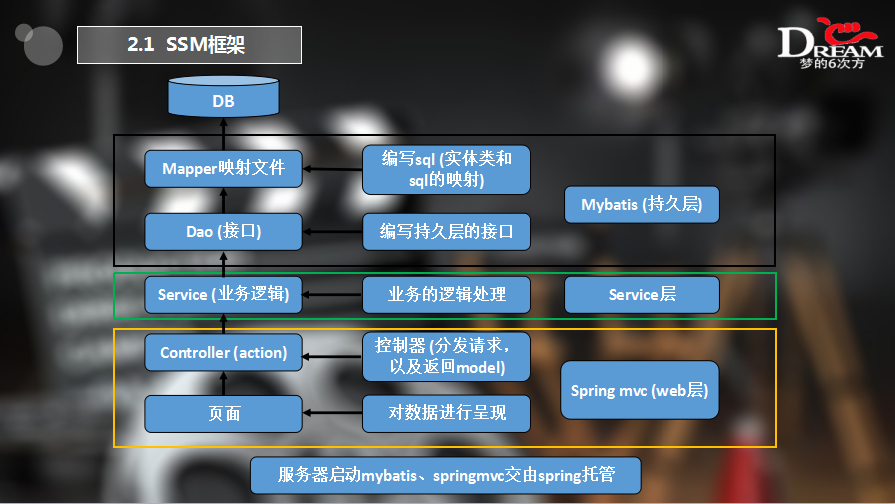 2.1 SSM框架
DREAM
梦的6次方
DB
Mapper映射文件
编写sql (实体类和
sql的映射)
Mybatis (持久层)
Dao (接口)
编写持久层的接口
Service (业务逻辑)
业务的逻辑处理
Service层
Controller (action)
控制器 (分发请求，
以及返回model)
Spring mvc (web层)
页面
对数据进行呈现
服务器启动mybatis、springmvc交由spring托管